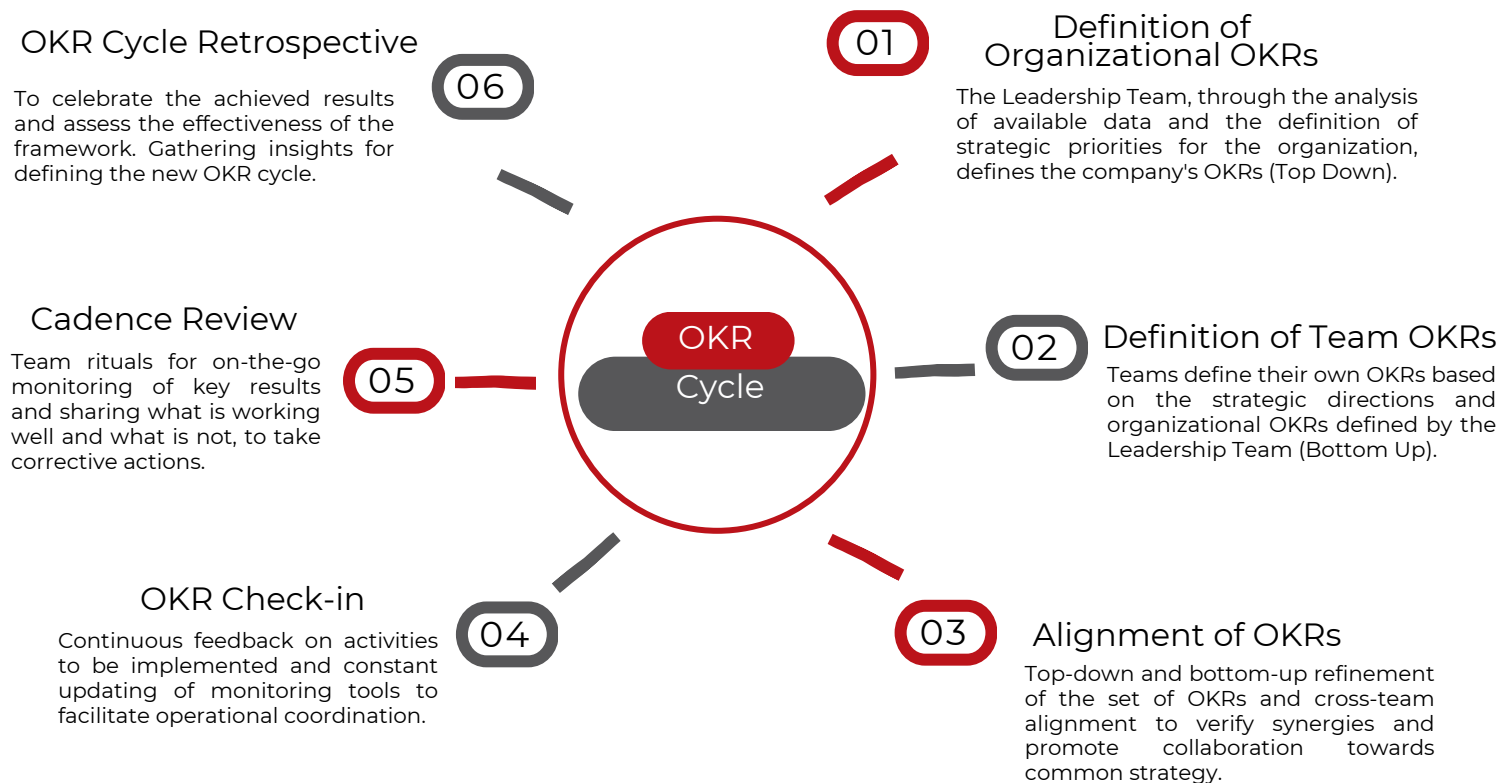 OKR
Cycle
01
Definition of
Organizational OKRs
The Leadership Team, through the analysis
of available data and the definition of
strategic priorities for the organization,
defines the company's OKRs (Top Down).
02
Definition of Team OKRs
Teams define their own OKRs based
on the strategic directions and
organizational OKRs defined by the
Leadership Team (Bottom Up).
03
Alignment of OKRs
Top-down and bottom-up refinement
of the set of OKRs and cross-team
alignment to verify synergies and
promote collaboration towards
common strategy.
04
OKR Check-in
Continuous feedback on activities
to be implemented and constant
updating of monitoring tools to
facilitate operational coordination.
05
Cadence Review
Team rituals for on-the-go
monitoring of key results
and sharing what is working
well and what is not, to take
corrective actions.
06
OKR Cycle Retrospective
To celebrate the achieved results
and assess the effectiveness of the
framework. Gathering insights for
defining the new OKR cycle.